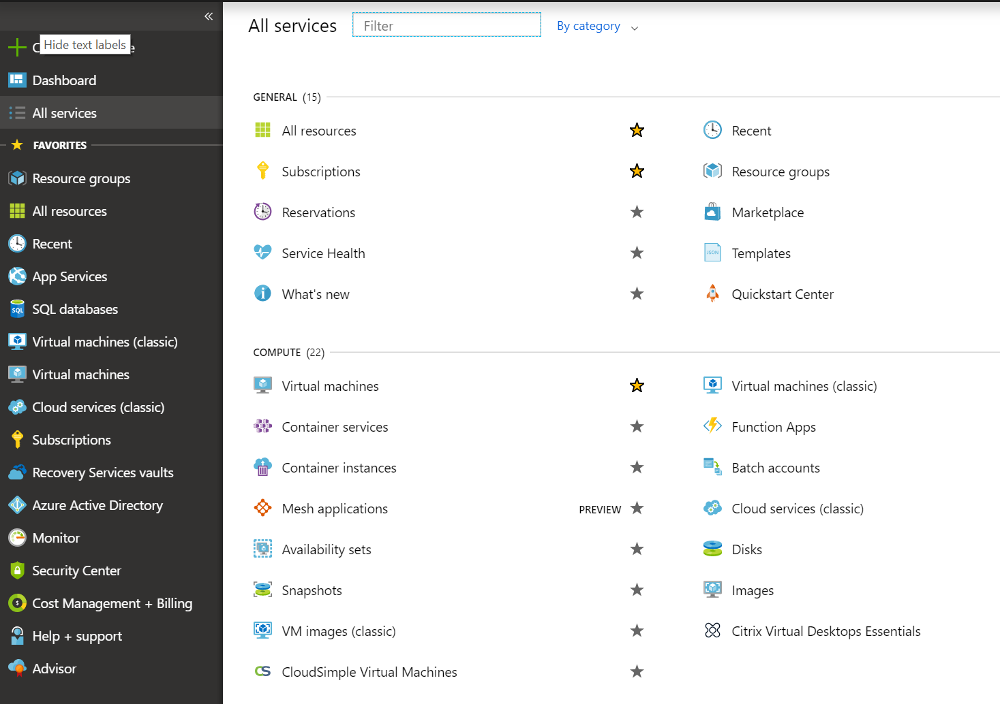 «
Hide text labels
Dashboard
All services
FAVORITES
Resource groups
All resources
Recent
App Services
SQL
SQL databases
Virtual machines (classic)
Virtual machines
Cloud services (classic)
Subscriptions
Recovery Services vaults
Azure Active Directory
Monitor
Security Center
$
Cost Management + Billing
Help + support
Advisor
All services
Filter
By category
GENERAL (15)
All resources
Recent
Subscriptions
Resource groups
Reservations
Marketplace
Service Health
JSON
Templates
i
What's new
Quickstart Center
COMPUTE (22)
Virtual machines
Virtual machines (classic)
Container services
Function Apps
Container instances
Batch accounts
Mesh applications
PREVIEW
Cloud services (classic)
Availability sets
Disks
Snapshots
Images
VM images (classic)
Citrix Virtual Desktops Essentials
CS
CloudSimple Virtual Machines